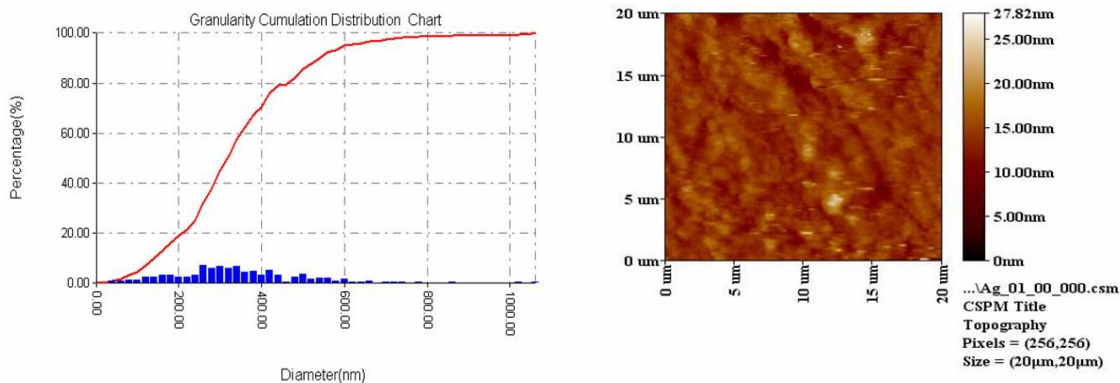 Granularity Cumulation Distribution Chart
Percentage(%)
100.00
80.00
60.00
40.00
20.00
0.00
0.00
200.00
400.00
600.00
800.00
1000.00
Diameter(nm)
20 um
15 um
10 um
5 um
0 um
0 um
5 um
10 um
15 um
20 um
27.82nm
25.00nm
20.00nm
15.00nm
10.00nm
5.00nm
0nm
...\Ag_01_00_000.csm
CSPM Title
Topography
Pixels = (256,256)
Size = (20µm,20µm)